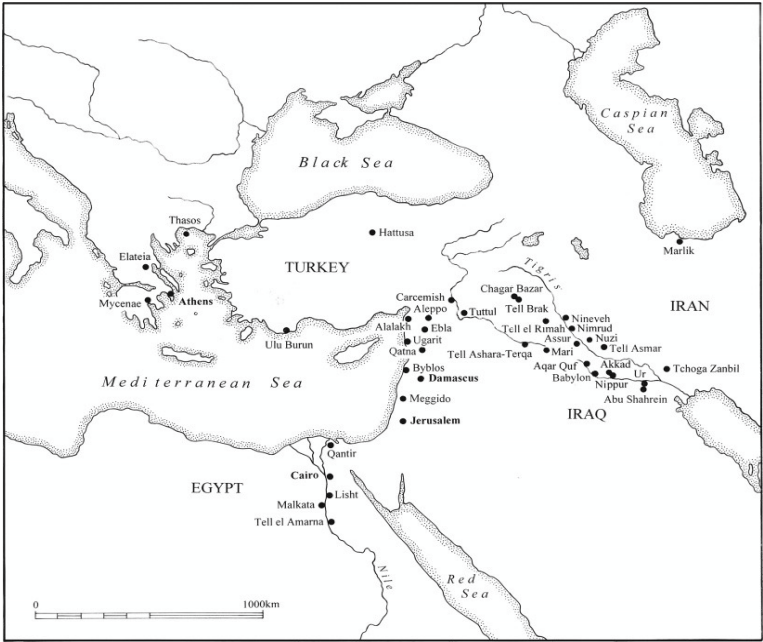 Caspian
Sea
Black Sea
Thasos
Hattusa
Marlik
Elateia
TURKEY
Tigris
Chagar Bazar
IRAN
Mycenae
Athens
Carcemish
Aleppo
Tuttul
Tell Brak
Nineveh
Alalakh
Ebla
Tell el Rimah
Nimrud
Ulu Burun
Ugarit
Assur
Nuzi
Qatna
Tell Ashara-Terqa
Mari
Tell Asmar
Mediterranean Sea
Byblos
Aqar Quf
Akkad
Ur
Tchoga Zanbil
Damascus
Babylon
Nippur
Meggido
Abu Shahrein
IRAQ
Jerusalem
Qantir
EGYPT
Cairo
Lisht
Malkata
Tell el Amarna
Nile
Red
Sea
0
1000km